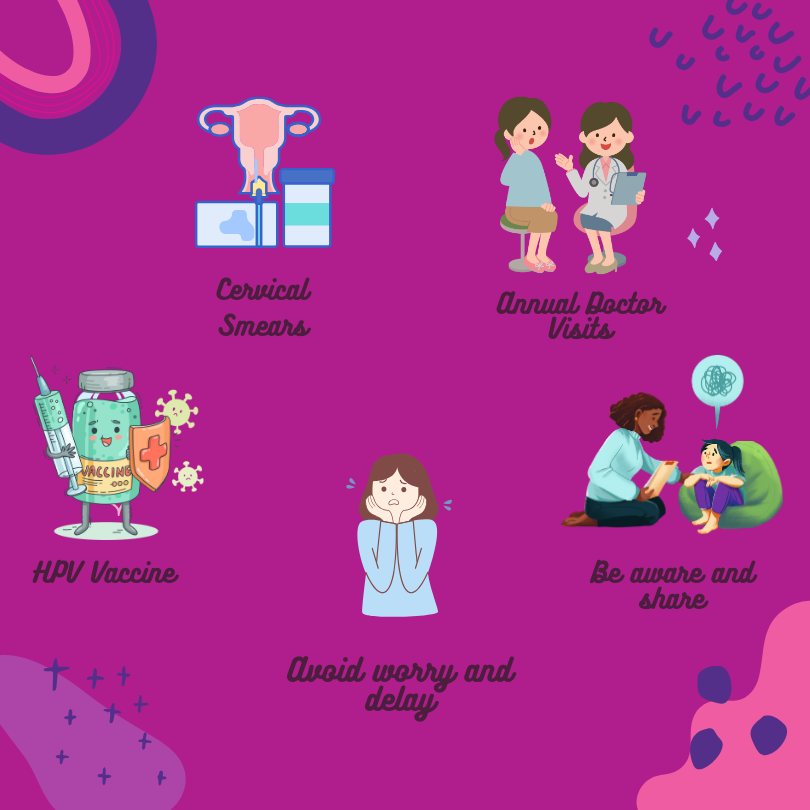 Cervical
Smears
Annual Doctor
Visits
VACCINE
HPV Vaccine
Be aware and
share
Avoid worry and
delay